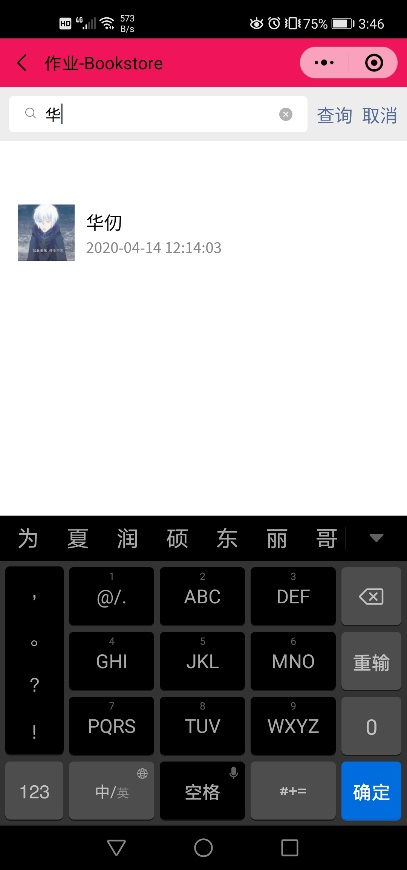 HD 4G 573 B/s 75% 3:46
作业-Bookstore
华 查询 取消
华仞
2020-04-14 12:14:03
为 夏 润 硕 东 丽 哥
, 1 @/. 2 ABC 3 DEF
。 4 GHI 5 JKL 6 MNO 重输
?
! 7 PQRS 8 TUV 9 WXYZ 0
123 中/英 空格 #+= 确定